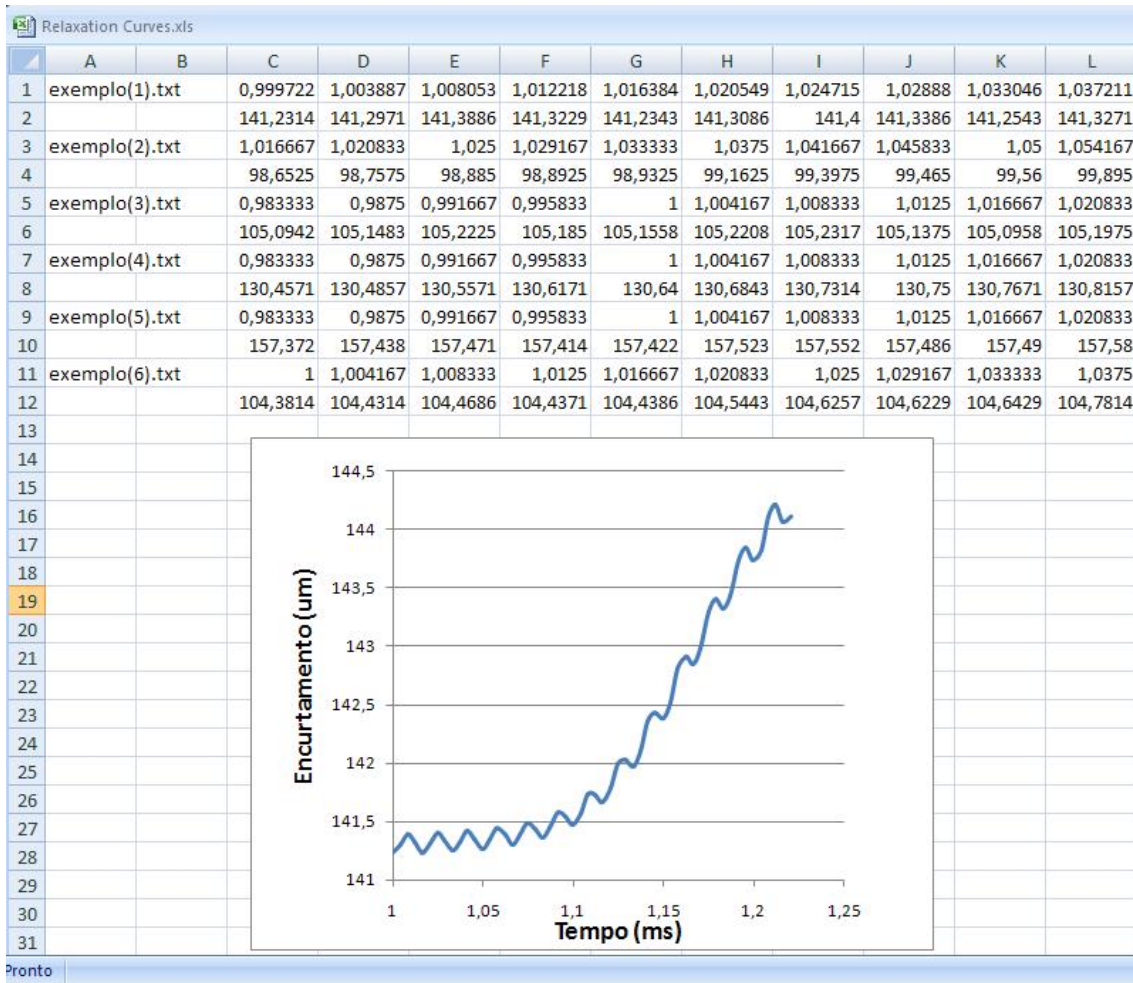 Relaxation Curves.xls
A B C D E F G H I J K L
1 exemplo(1).txt 0,999722 1,003887 1,008053 1,012218 1,016384 1,020549 1,024715 1,02888 1,033046 1,037211
2 141,2314 141,2971 141,3886 141,3229 141,2343 141,3086 141,4 141,3386 141,2543 141,3271
3 exemplo(2).txt 1,016667 1,020833 1,025 1,029167 1,033333 1,0375 1,041667 1,045833 1,05 1,054167
4 98,6525 98,7575 98,885 98,8925 98,9325 99,1625 99,3975 99,465 99,56 99,895
5 exemplo(3).txt 0,983333 0,9875 0,991667 0,995833 1 1,004167 1,008333 1,0125 1,016667 1,020833
6 105,0942 105,1483 105,2225 105,185 105,1558 105,2208 105,2317 105,1375 105,0958 105,1975
7 exemplo(4).txt 0,983333 0,9875 0,991667 0,995833 1 1,004167 1,008333 1,0125 1,016667 1,020833
8 130,4571 130,4857 130,5571 130,6171 130,64 130,6843 130,7314 130,75 130,7671 130,8157
9 exemplo(5).txt 0,983333 0,9875 0,991667 0,995833 1 1,004167 1,008333 1,0125 1,016667 1,020833
10 157,372 157,438 157,471 157,414 157,422 157,523 157,552 157,486 157,49 157,58
11 exemplo(6).txt 1 1,004167 1,008333 1,0125 1,016667 1,020833 1,025 1,029167 1,033333 1,0375
12 104,3814 104,4314 104,4686 104,4371 104,4386 104,5443 104,6257 104,6229 104,6429 104,7814
13
14
15
16
17
18
19
20
21
22
23
24
25
26
27
28
29
30
31
144,5
144
143,5
143
142,5
142
141,5
141
Encurtamento (um)
1 1,05 1,1 1,15 1,2 1,25
Tempo (ms)
Pronto